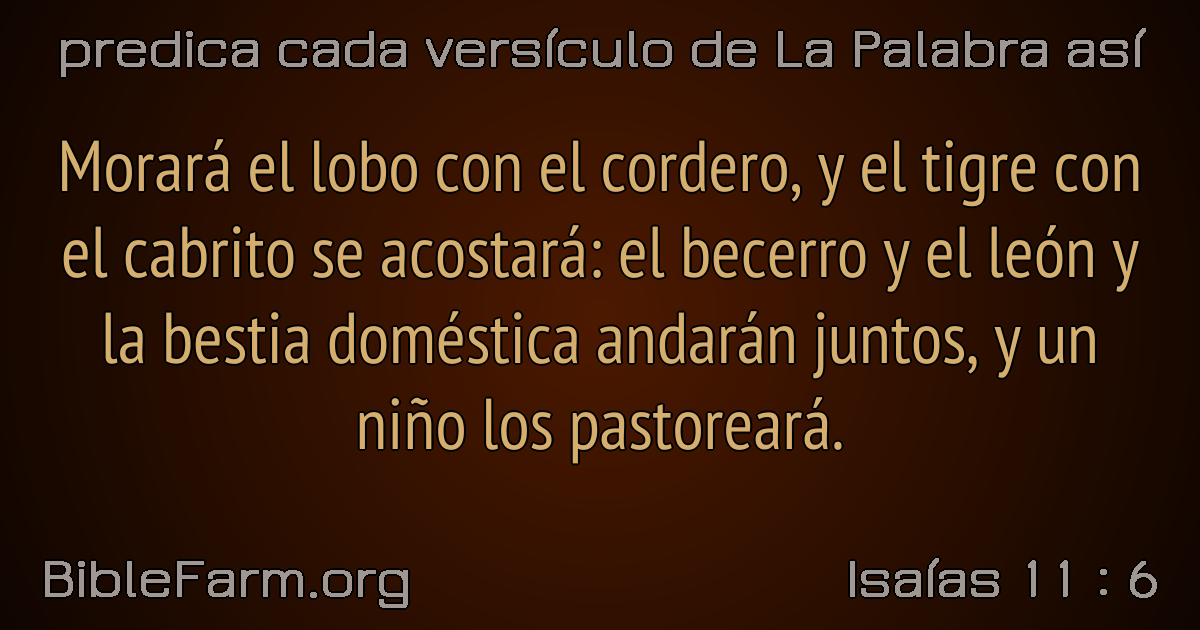 predica cada versículo de La Palabra así
Morará el lobo con el cordero, y el tigre con
el cabrito se acostará: el becerro y el león y
la bestia doméstica andarán juntos, y un
niño los pastoreará.
BibleFarm.org
Isaías 11 : 6